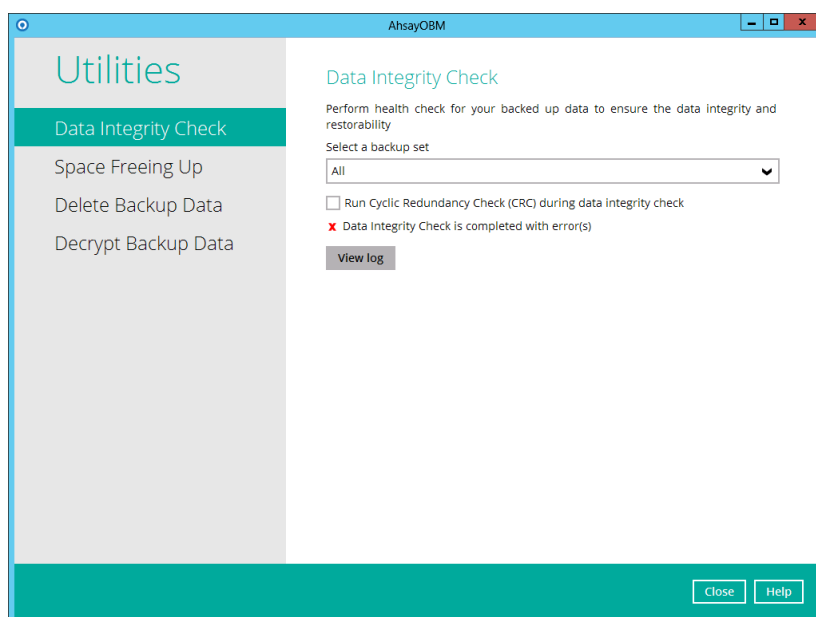 AhsayOBM
Utilities
Data Integrity Check
Space Freeing Up
Delete Backup Data
Decrypt Backup Data
Data Integrity Check
Perform health check for your backed up data to ensure the data integrity and
restorability
Select a backup set
All
Run Cyclic Redundancy Check (CRC) during data integrity check
x Data Integrity Check is completed with error(s)
View log
Close Help